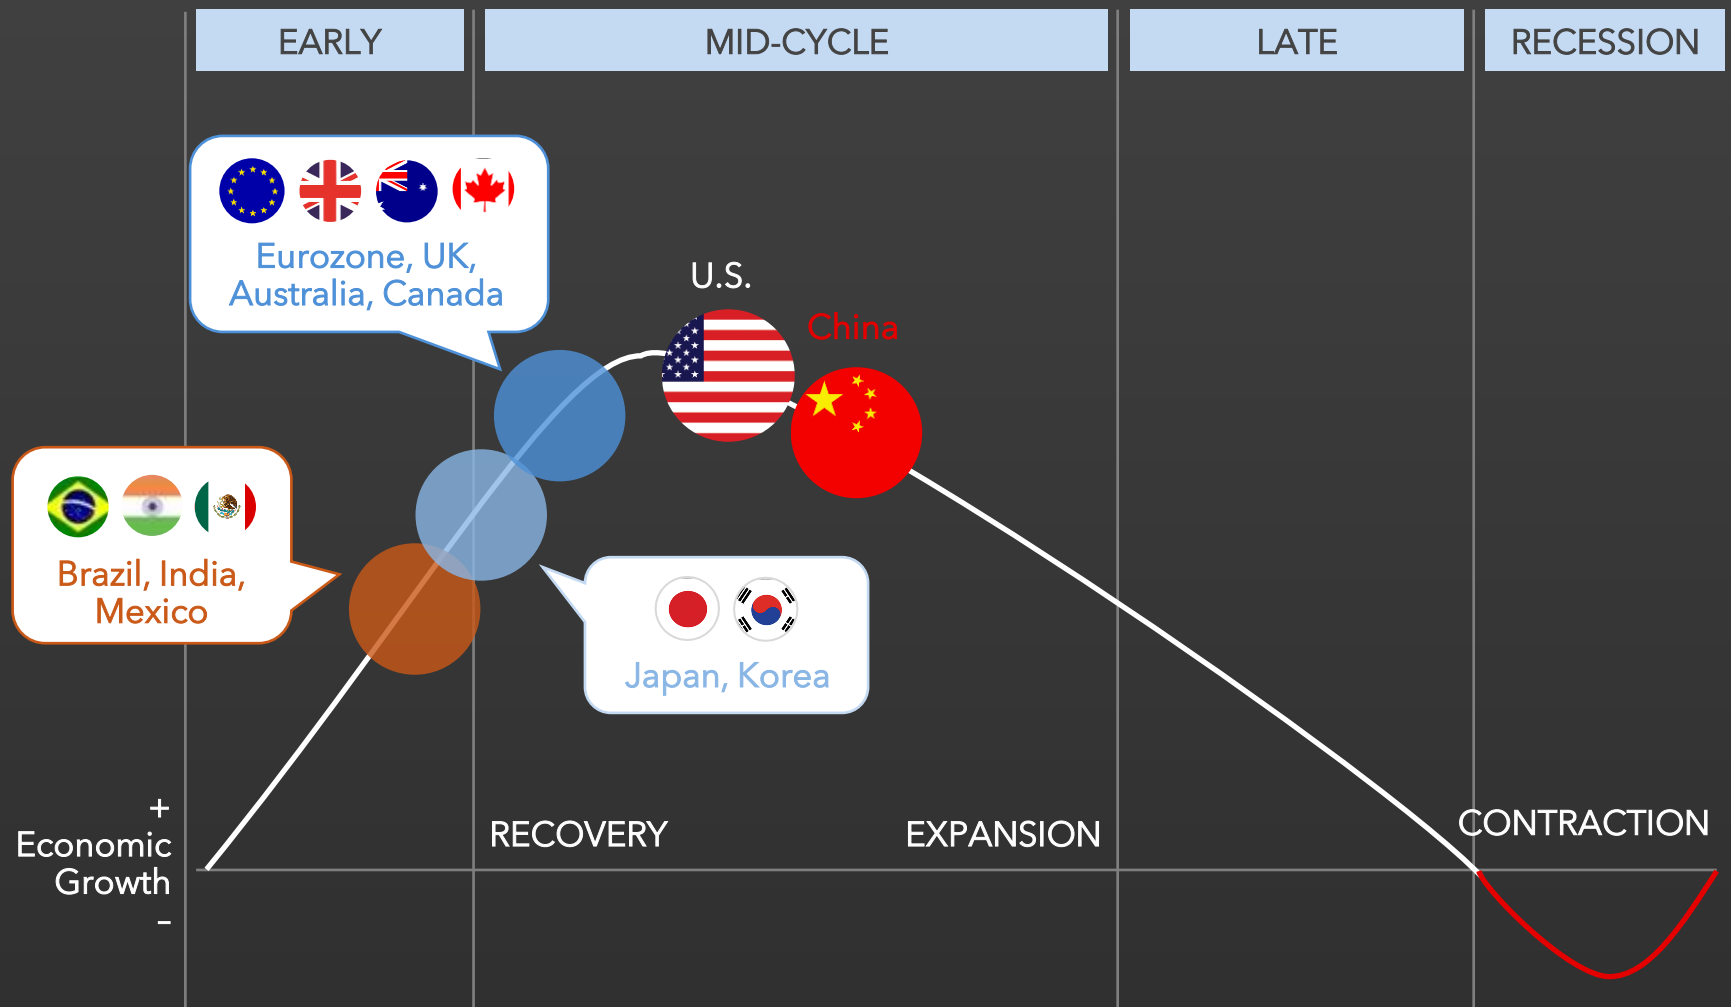 EARLY
MID-CYCLE
LATE
RECESSION
Eurozone, UK,
Australia, Canada
U.S.
China
Brazil, India,
Mexico
Japan, Korea
+
Economic
Growth
–
RECOVERY
EXPANSION
CONTRACTION